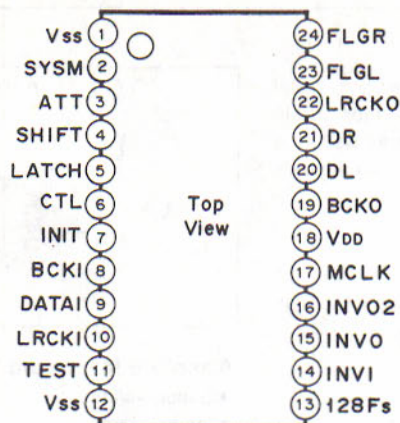 Vss 1 24 FLGR
SYSM 2 23 FLGL
ATT 3 22 LRCKO
SHIFT 4 21 DR
LATCH 5 20 DL
CTL 6 Top 19 BCKO
INIT 7 View 18 VDD
BCKI 8 17 MCLK
DATAI 9 16 INVO2
LRCKI 10 15 INVO
TEST 11 14 INVI
Vss 12 13 128Fs